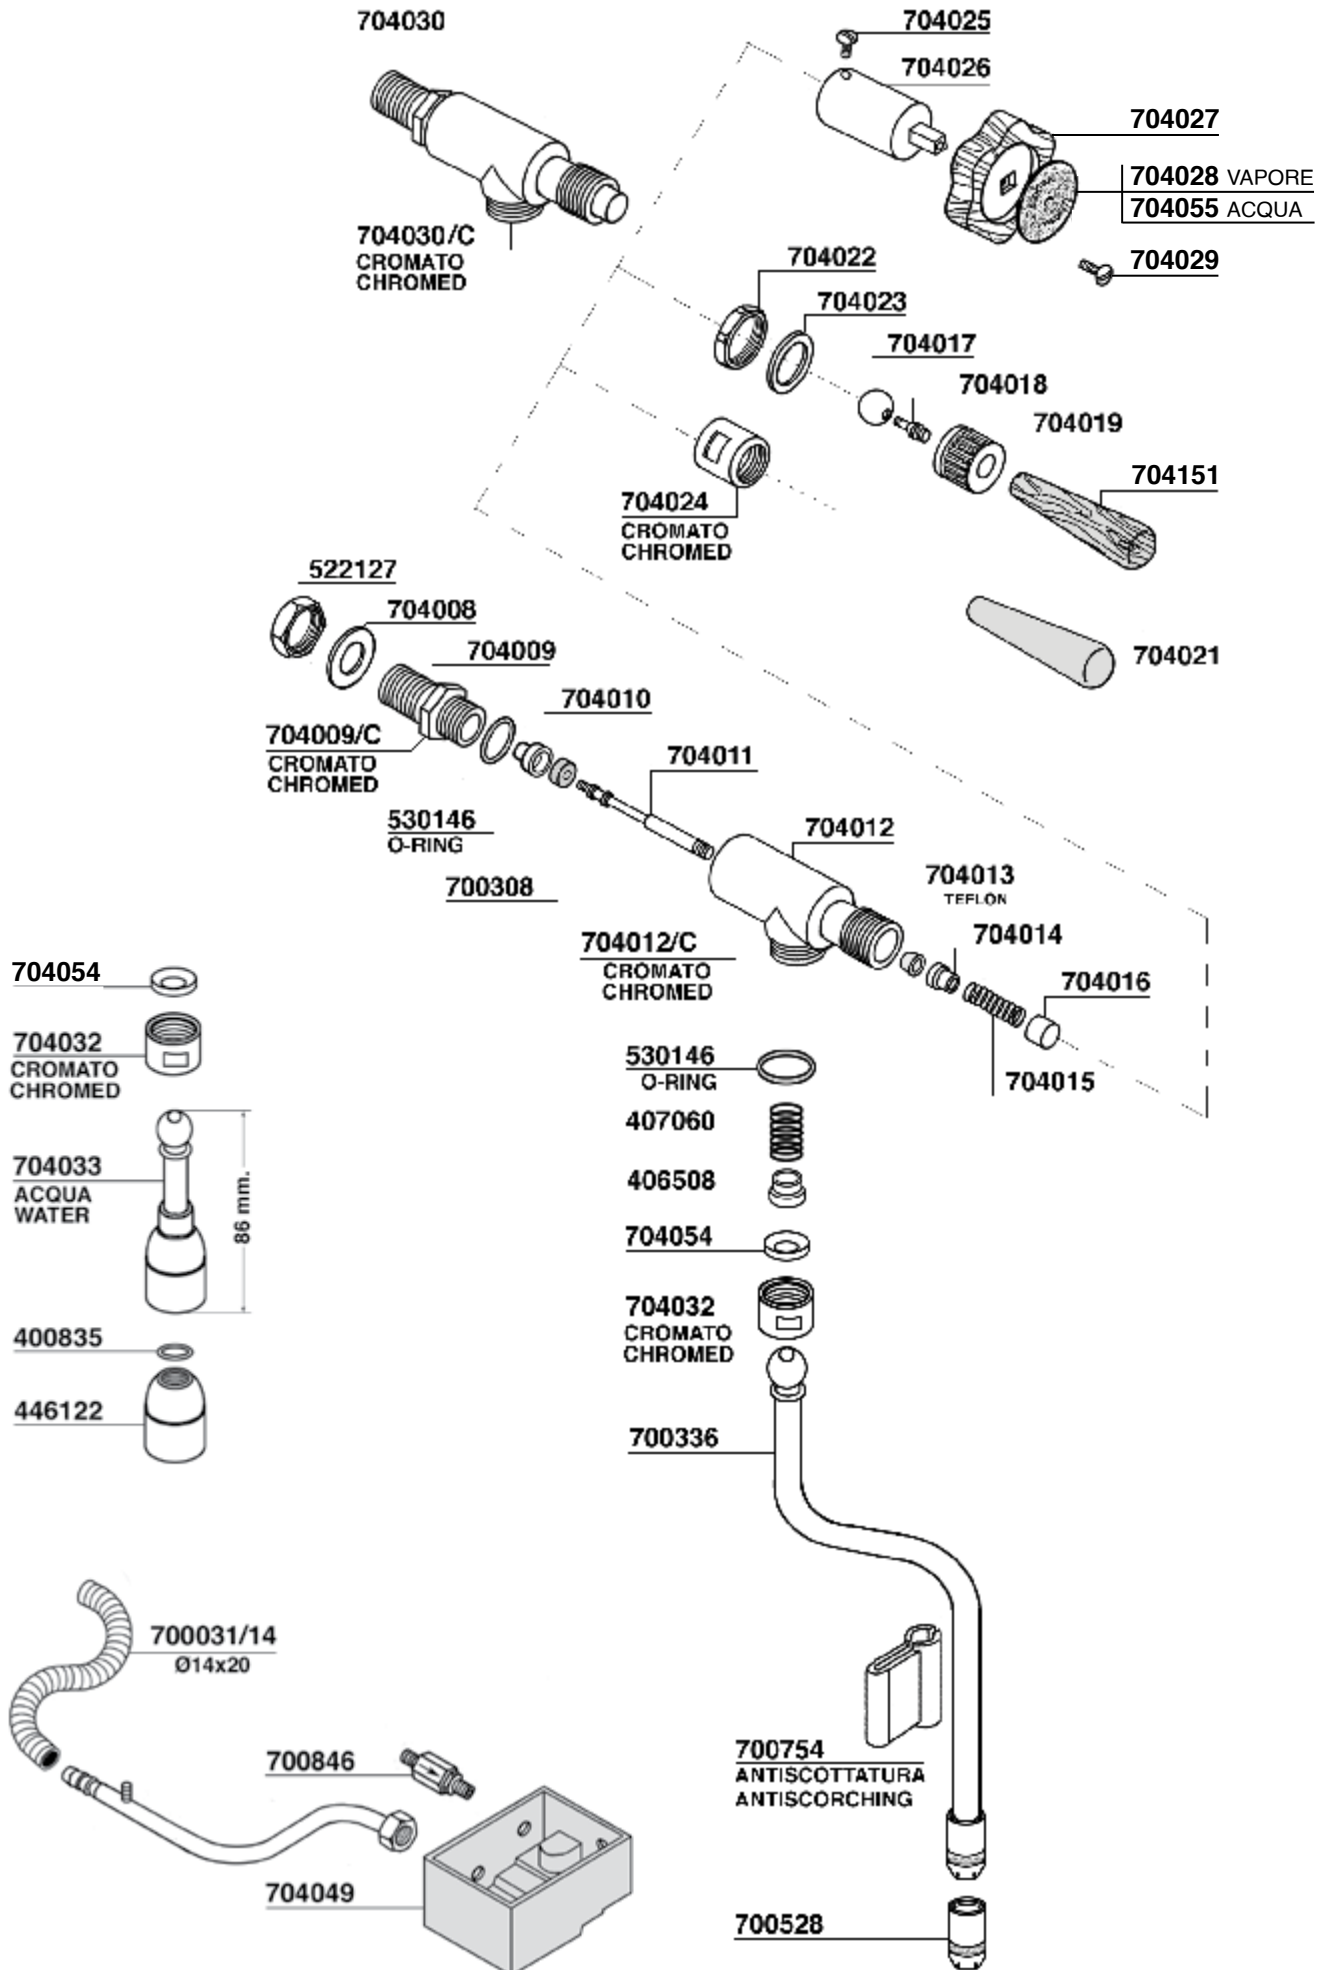 704030
704025
704026
704027
704028 VAPORE
704055 ACQUA
704030/C
CROMATO
CHROMED
704029
704022
704023
704017
704018
704019
704151
704024
CROMATO
CHROMED
704021
522127
704008
704009
704010
704009/C
CROMATO
CHROMED
704011
530146
O-RING
700308
704012
704013
TEFLON
704014
704012/C
CROMATO
CHROMED
704016
704015
704054
704032
CROMATO
CHROMED
704033
ACQUA
WATER
86 mm.
400835
446122
530146
O-RING
407060
406508
704054
704032
CROMATO
CHROMED
700336
700031/14
Ø14x20
700846
704049
700754
ANTISCOTTATURA
ANTISCORCHING
700528